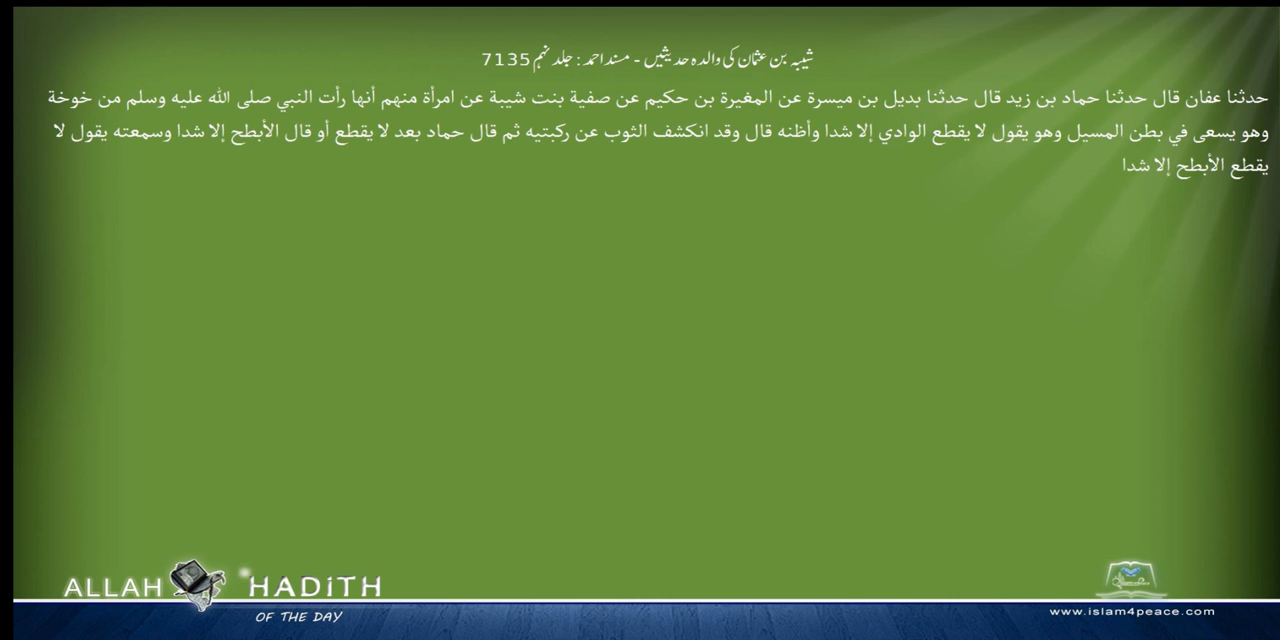 شیبہ بن عثمان کی والدہ حدیثیں - مسند احمد : جلد نہم 7135
حدثنا عفان قال حدثنا حماد بن زيد قال حدثنا بديل بن ميسرة عن المغيرة بن حكيم عن صفية بنت شيبة عن امرأة منهم أنها رأت النبي صلى الله عليه وسلم من خوخة
وهو يسعى في بطن المسيل وهو يقول لا يقطع الوادي إلا شدا وأظنه قال وقد انكشف الثوب عن ركبتيه ثم قال حماد بعد لا يقطع أو قال الأبطح إلا شدا وسمعته يقول لا
يقطع الأبطح إلا شدا
ALLAH HADITH
OF THE DAY
www.islam4peace.com